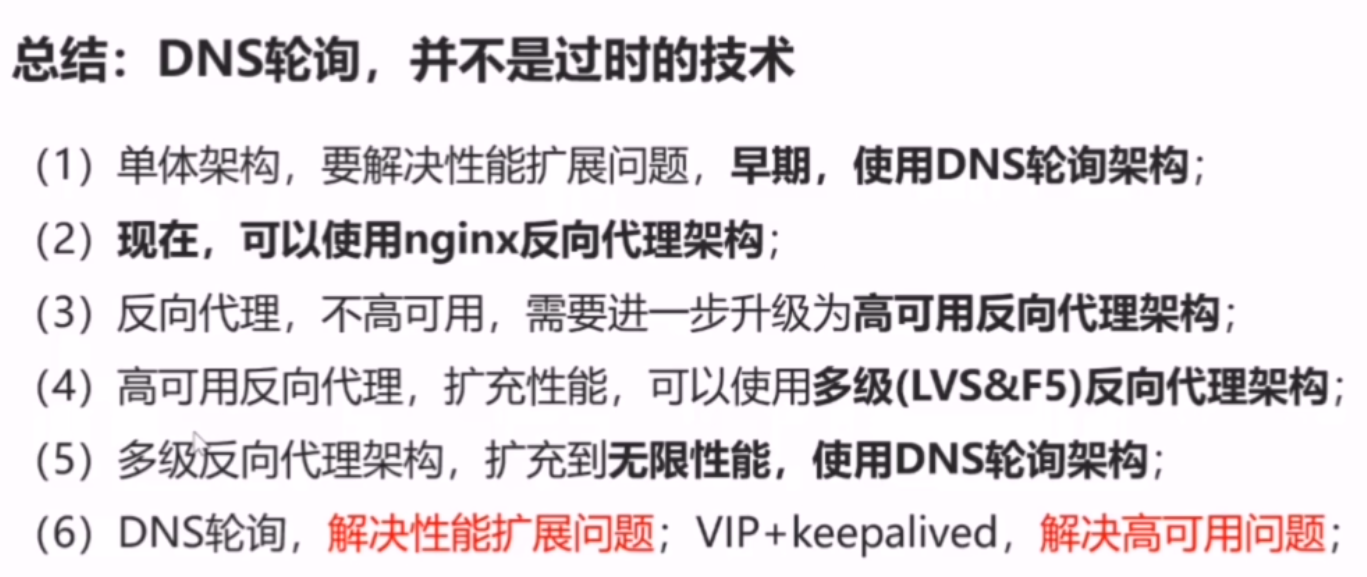 总结：DNS轮询，并不是过时的技术
（1）单体架构，要解决性能扩展问题，早期，使用DNS轮询架构；
（2）现在，可以使用nginx反向代理架构；
（3）反向代理，不高可用，需要进一步升级为高可用反向代理架构；
（4）高可用反向代理，扩充性能，可以使用多级(LVS&F5)反向代理架构；
（5）多级反向代理架构，扩充到无限性能，使用DNS轮询架构；
（6）DNS轮询，解决性能扩展问题；VIP+keepalived，解决高可用问题；